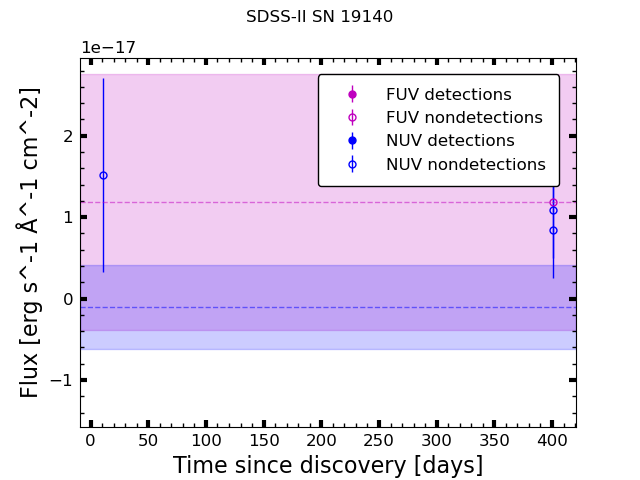 SDSS-II SN 19140
1e−17
FUV detections
FUV nondetections
NUV detections
NUV nondetections
2
1
0
−1
Flux [erg s^-1 Å^-1 cm^-2]
0 50 100 150 200 250 300 350 400
Time since discovery [days]